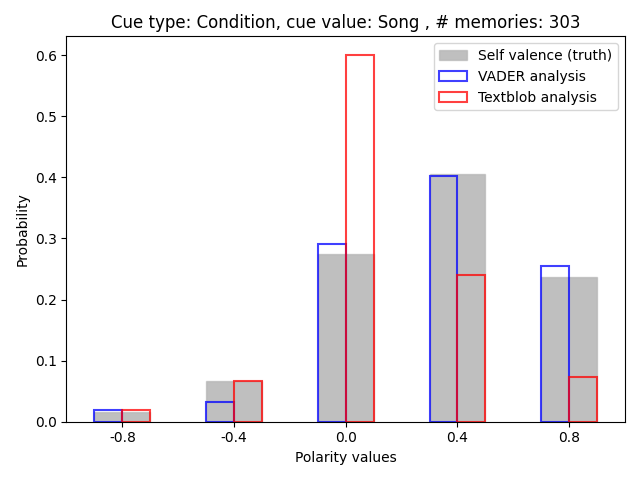 Cue type: Condition, cue value: Song , # memories: 303
Self valence (truth)
VADER analysis
Textblob analysis
Probability
0.6
0.5
0.4
0.3
0.2
0.1
0.0
-0.8 -0.4 0.0 0.4 0.8
Polarity values